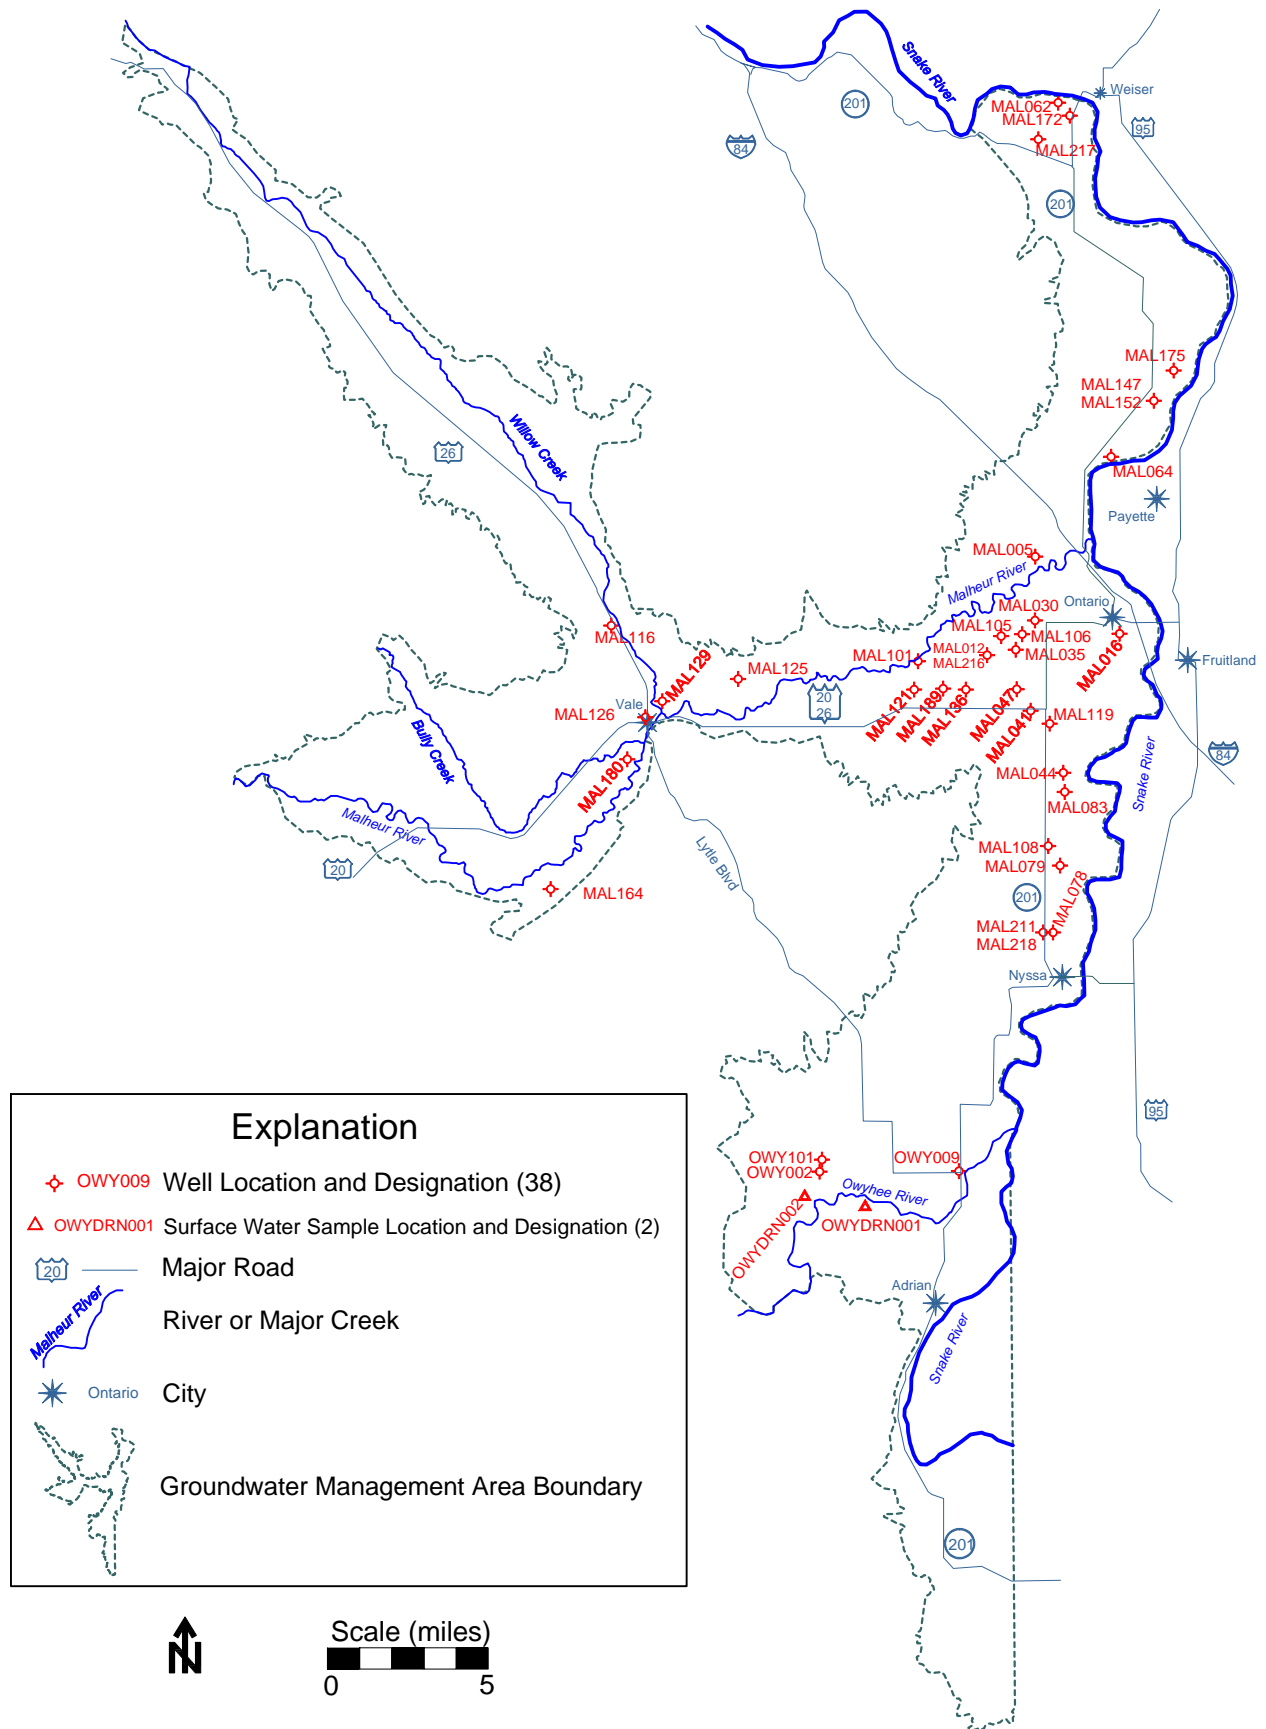 Snake River
Weiser
MAL062
MAL172
201
95
84
MAL217
201
MAL175
MAL147
MAL152
Willow Creek
26
MAL064
Payette
MAL005
Malheur River
MAL030
Ontario
MAL116
MAL105
MAL106
MAL012
MAL216
MAL035
MAL101
MAL016
Fruitland
MAL129
MAL125
20
26
MAL121
MAL189
MAL136
MAL047
MAL041
Vale
MAL126
MAL119
Bully Creek
Snake River
84
MAL180
MAL044
MAL083
Malheur River
Lytle Blvd
MAL108
MAL079
20
MAL164
201
MAL078
MAL211
MAL218
Nyssa
95
OWY101
OWY002
OWY009
Owyhee River
OWYDRN002
OWYDRN001
Adrian
Snake River
201
Explanation
OWY009 Well Location and Designation (38)
OWYDRN001 Surface Water Sample Location and Designation (2)
20 Major Road
Malheur River River or Major Creek
Ontario City
Groundwater Management Area Boundary
N
Scale (miles)
0 5